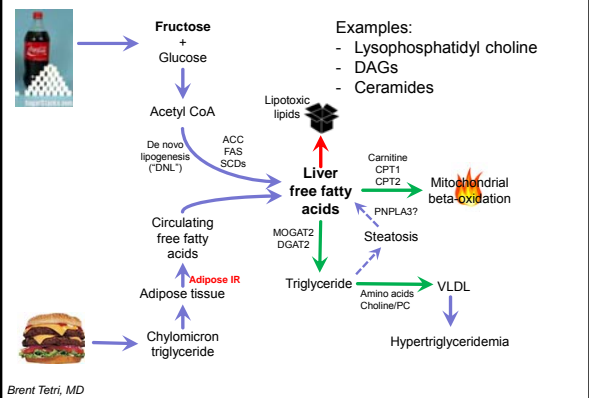 Fructose
+
Glucose
Examples:
- Lysophosphatidyl choline
- DAGs
- Ceramides
Acetyl CoA
Lipotoxic
lipids
De novo
lipogenesis
("DNL")
ACC
FAS
SCDs
Liver
free fatty
acids
Carnitine
CPT1
CPT2
Mitochondrial
beta-oxidation
PNPLA3?
Circulating
free fatty
acids
MOGAT2
DGAT2
Steatosis
Adipose IR
Adipose tissue
Triglyceride
Amino acids
Choline/PC
VLDL
Chylomicron
triglyceride
Hypertriglyceridemia
Brent Tetri, MD